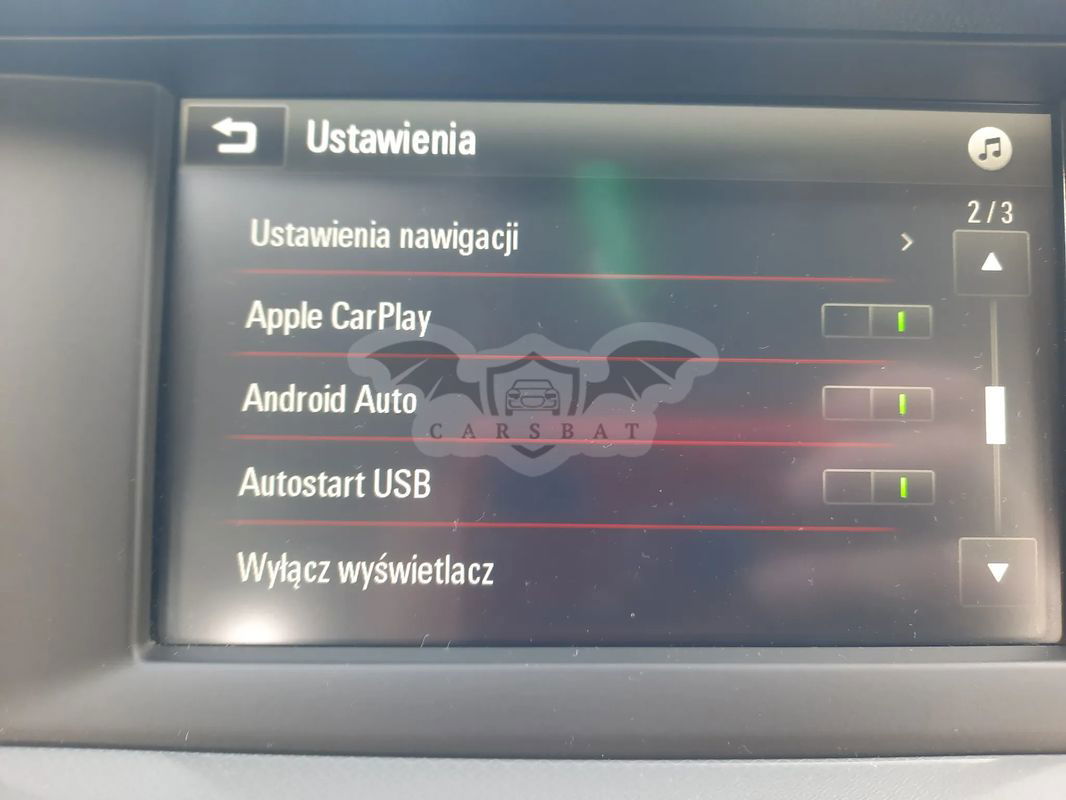 Ustawienia
2/3
Ustawienia nawigacji
Apple CarPlay
Android Auto
CARSBAT
Autostart USB
Wyłącz wyświetlacz